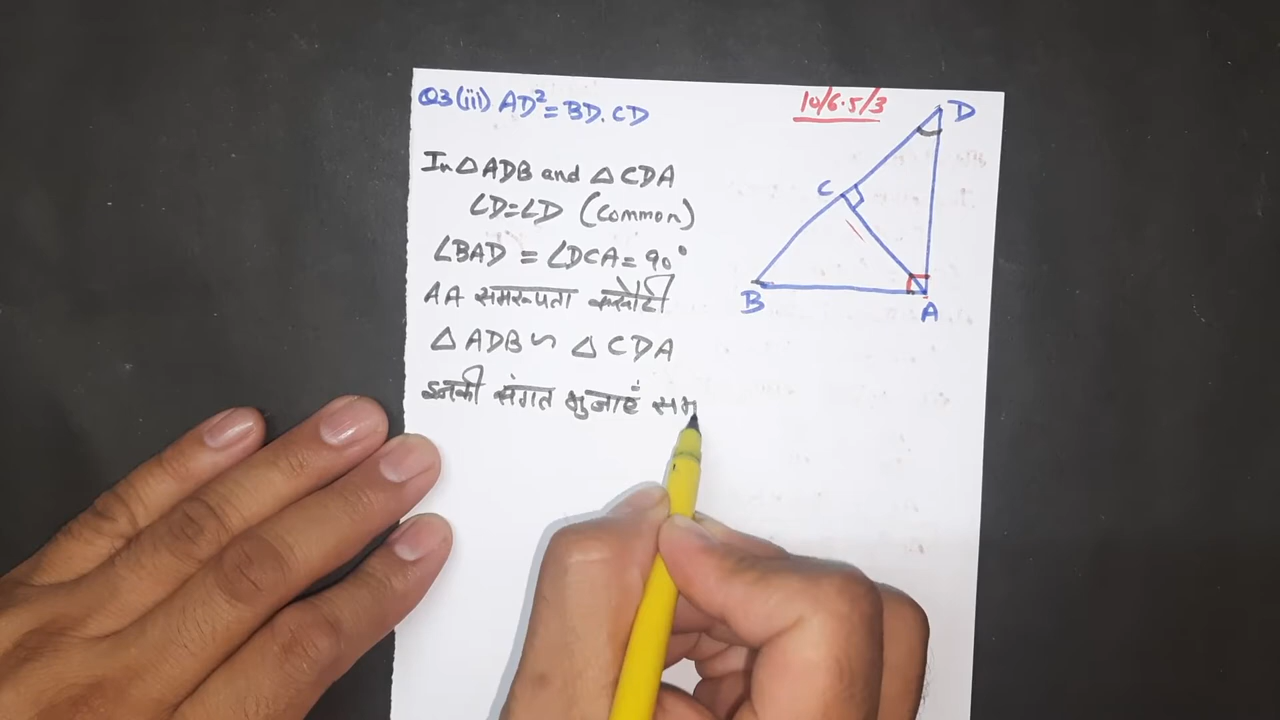 Q3(iii) AD²=BD.CD
10/6.5/3
In △ADB and △CDA
∠D=∠D (Common)
∠BAD = ∠DCA = 90°
AA समरूपता कसौटी
△ADB ∽ △CDA
इनकी संगत भुजाएँ सम
D
C
B
A